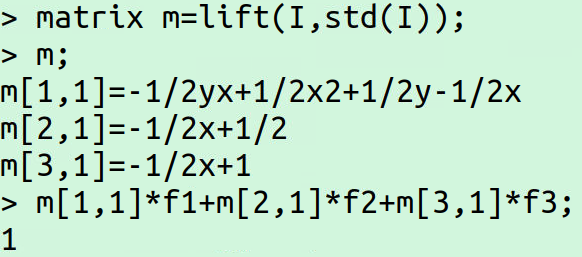 > matrix m=lift(I,std(I));
> m;
m[1,1]=-1/2yx+1/2x2+1/2y-1/2x
m[2,1]=-1/2x+1/2
m[3,1]=-1/2x+1
> m[1,1]*f1+m[2,1]*f2+m[3,1]*f3;
1